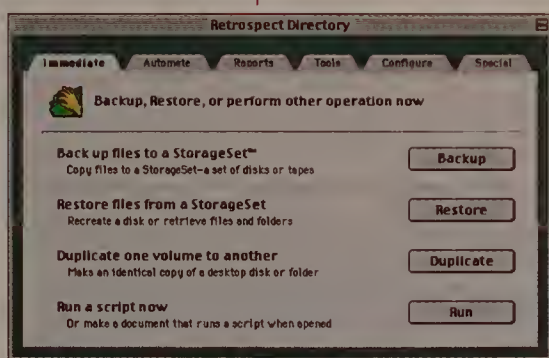 Retrospect Directory
Immediate Automate Reports Tools Configure Special
Backup, Restore, or perform other operation now
Back up files to a StorageSet™
Copy files to a StorageSet–a set of disks or tapes
Backup
Restore files from a StorageSet
Recreate a disk or retrieve files and folders
Restore
Duplicate one volume to another
Make an identical copy of a desktop disk or folder
Duplicate
Run a script now
Or make a document that runs a script when opened
Run